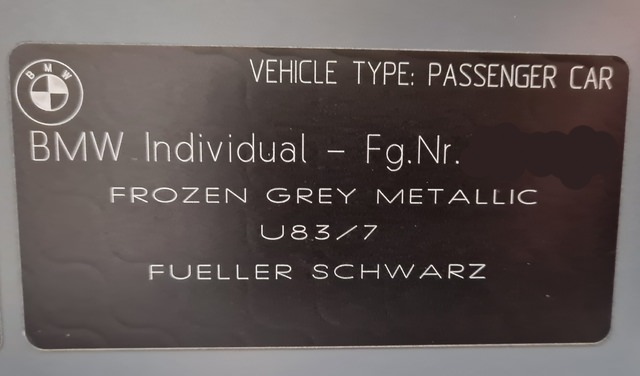 BMW
VEHICLE TYPE: PASSENGER CAR
BMW Individual – Fg.Nr.
FROZEN GREY METALLIC
U83/7
FUELLER SCHWARZ